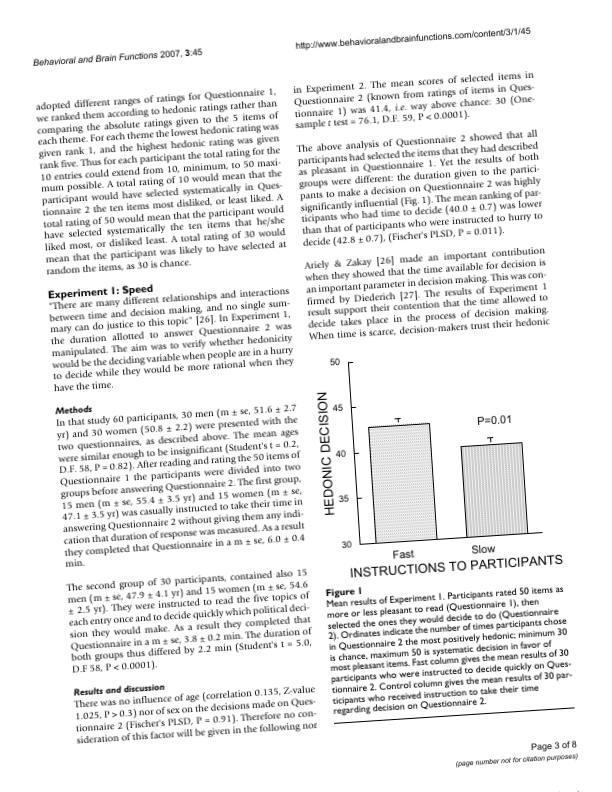 Behavioral and Brain Functions 2007, 3:45
http://www.behavioralandbrainfunctions.com/content/3/1/45
adopted different ranges of ratings for Questionnaire 1,
we ranked them according to hedonic ratings rather than
comparing the absolute ratings given to the 5 items of
each theme. For each theme the lowest hedonic rating was
given rank 1, and the highest hedonic rating was given
rank five. Thus for each participant the total rating for the
10 entries could extend from 10, minimum, to 50 maxi-
mum possible. A total rating of 10 would mean that the
participant would have selected systematically in Ques-
tionnaire 2 the ten items most disliked, or least liked. A
total rating of 50 would mean that the participant would
have selected systematically the ten items that he/she
liked most, or disliked least. A total rating of 30 would
mean that the participant was likely to have selected at
random the items, as 30 is chance.
Experiment 1: Speed
"There are many different relationships and interactions
between time and decision making, and no single sum-
mary can do justice to this topic" [26]. In Experiment 1,
the duration allotted to answer Questionnaire 2 was
manipulated. The aim was to verify whether hedonicity
would be the deciding variable when people are in a hurry
to decide while they would be more rational when they
have the time.
Methods
In that study 60 participants, 30 men (m ± se, 51.6 ± 2.7
yr) and 30 women (50.8 ± 2.2) were presented with the
two questionnaires, as described above. The mean ages
were similar enough to be insignificant (Student's t = 0.2,
D.F. 58, P = 0.82). After reading and rating the 50 items of
Questionnaire 1 the participants were divided into two
groups before answering Questionnaire 2. The first group,
15 men (m ± se, 55.4 ± 3.5 yr) and 15 women (m ± se,
47.1 ± 3.5 yr) was casually instructed to take their time in
answering Questionnaire 2 without giving them any indi-
cation that duration of response was measured. As a result
they completed that Questionnaire in a m ± se, 6.0 ± 0.4
min.
The second group of 30 participants, contained also 15
men (m ± se, 47.9 ± 4.1 yr) and 15 women (m ± se, 54.6
± 2.5 yr). They were instructed to read the five topics of
each entry once and to decide quickly which political deci-
sion they would make. As a result they completed that
Questionnaire in a m ± se, 3.8 ± 0.2 min. The duration of
both groups thus differed by 2.2 min (Student's t = 5.0,
D.F 58, P < 0.0001).
Results and discussion
There was no influence of age (correlation 0.135, Z-value
1.025, P > 0.3) nor of sex on the decisions made on Ques-
tionnaire 2 (Fischer's PLSD, P = 0.91). Therefore no con-
sideration of this factor will be given in the following nor
in Experiment 2. The mean scores of selected items in
Questionnaire 2 (known from ratings of items in Ques-
tionnaire 1) was 41.4, i.e. way above chance: 30 (One-
sample t test = 76.1, D.F. 59, P < 0.0001).
The above analysis of Questionnaire 2 showed that all
participants had selected the items that they had described
as pleasant in Questionnaire 1. Yet the results of both
groups were different: the duration given to the partici-
pants to make a decision on Questionnaire 2 was highly
significantly influential (Fig. 1). The mean ranking of par-
ticipants who had time to decide (40.0 ± 0.7) was lower
than that of participants who were instructed to hurry to
decide (42.8 ± 0.7). (Fischer's PLSD, P = 0.011).
Ariely & Zakay [26] made an important contribution
when they showed that the time available for decision is
an important parameter in decision making. This was con-
firmed by Diederich [27]. The results of Experiment 1
result support their contention that the time allowed to
decide takes place in the process of decision making.
When time is scarce, decision-makers trust their hedonic
50
45
40
35
30
HEDONIC DECISION
P=0.01
Fast
Slow
INSTRUCTIONS TO PARTICIPANTS
Figure 1
Mean results of Experiment 1. Participants rated 50 items as
more or less pleasant to read (Questionnaire 1), then
selected the ones they would decide to do (Questionnaire
2). Ordinates indicate the number of times participants chose
in Questionnaire 2 the most positively hedonic; minimum 30
is chance, maximum 50 is systematic decision in favor of
most pleasant items. Fast column gives the mean results of 30
participants who were instructed to decide quickly on Ques-
tionnaire 2. Control column gives the mean results of 30 par-
ticipants who received instruction to take their time
regarding decision on Questionnaire 2.
Page 3 of 8
(page number not for citation purposes)